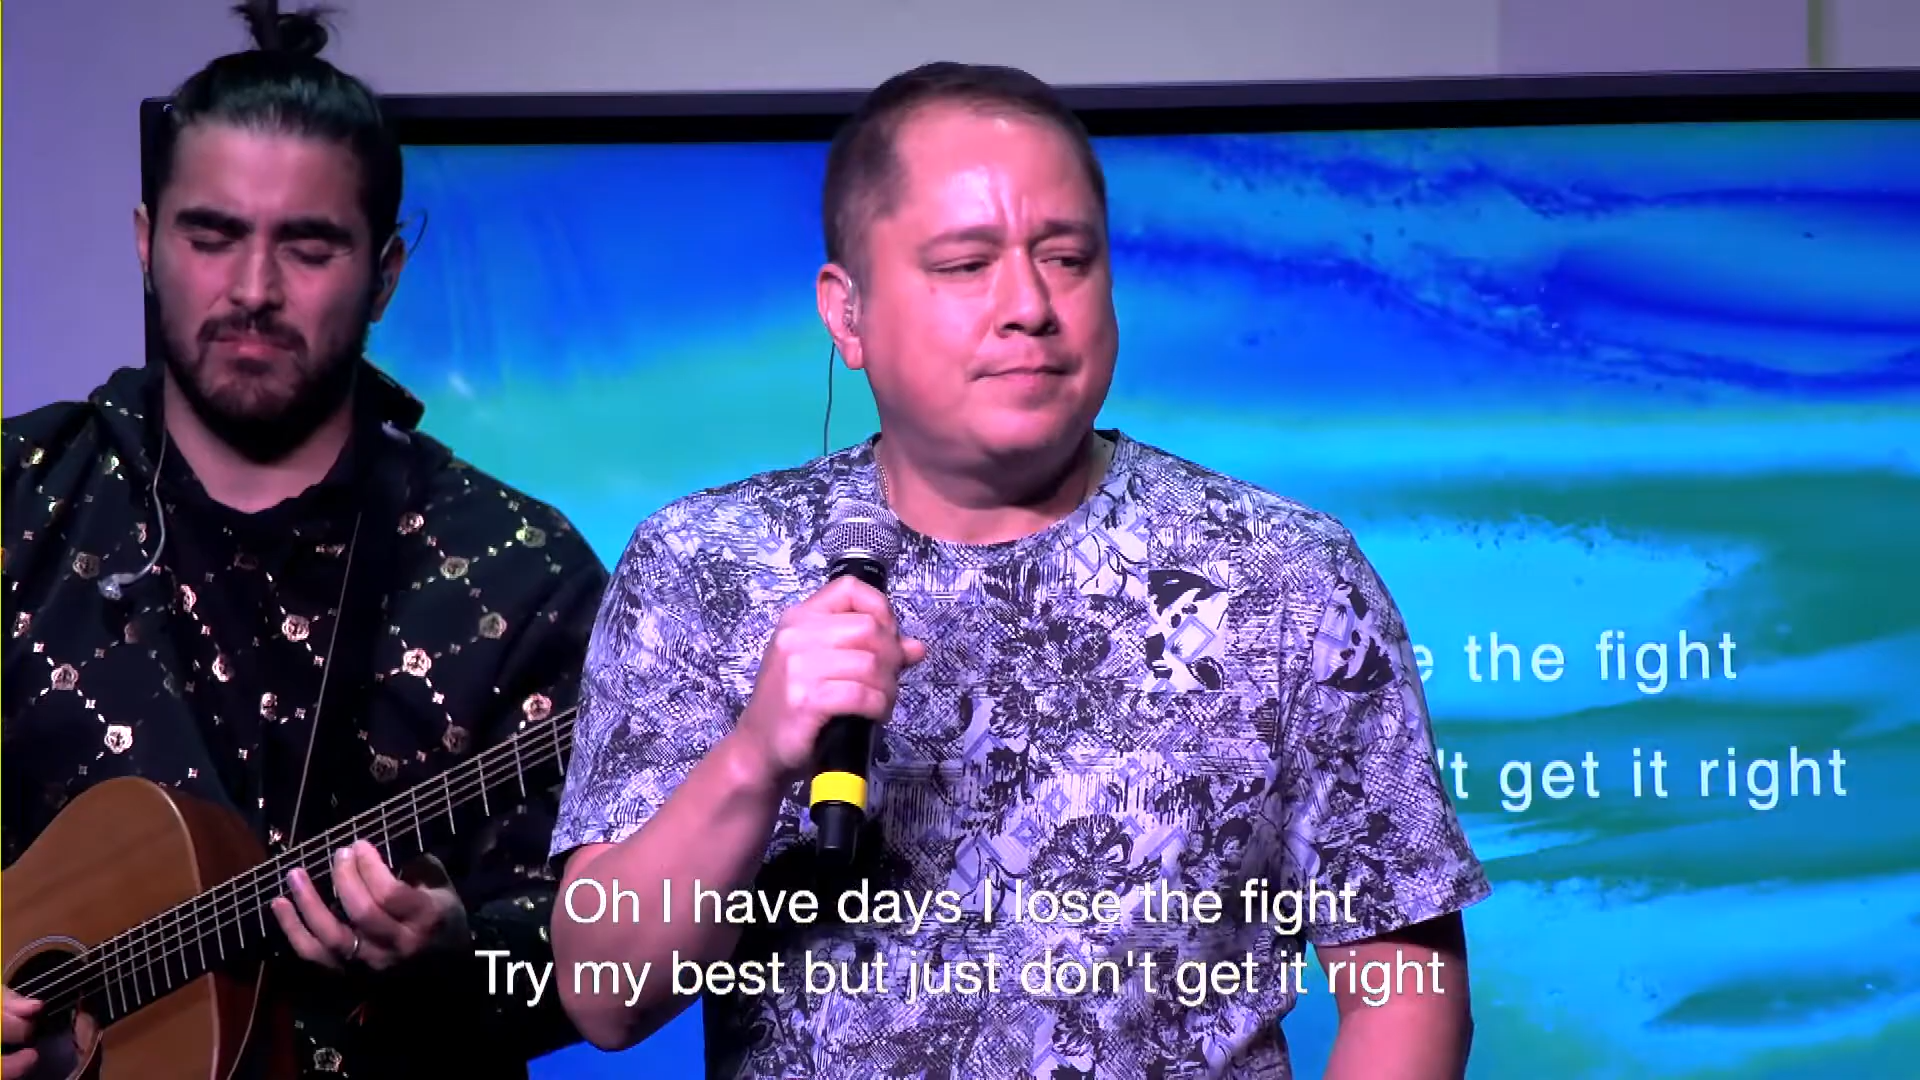 e the fight
't get it right
Oh I have days I lose the fight
Try my best but just don't get it right